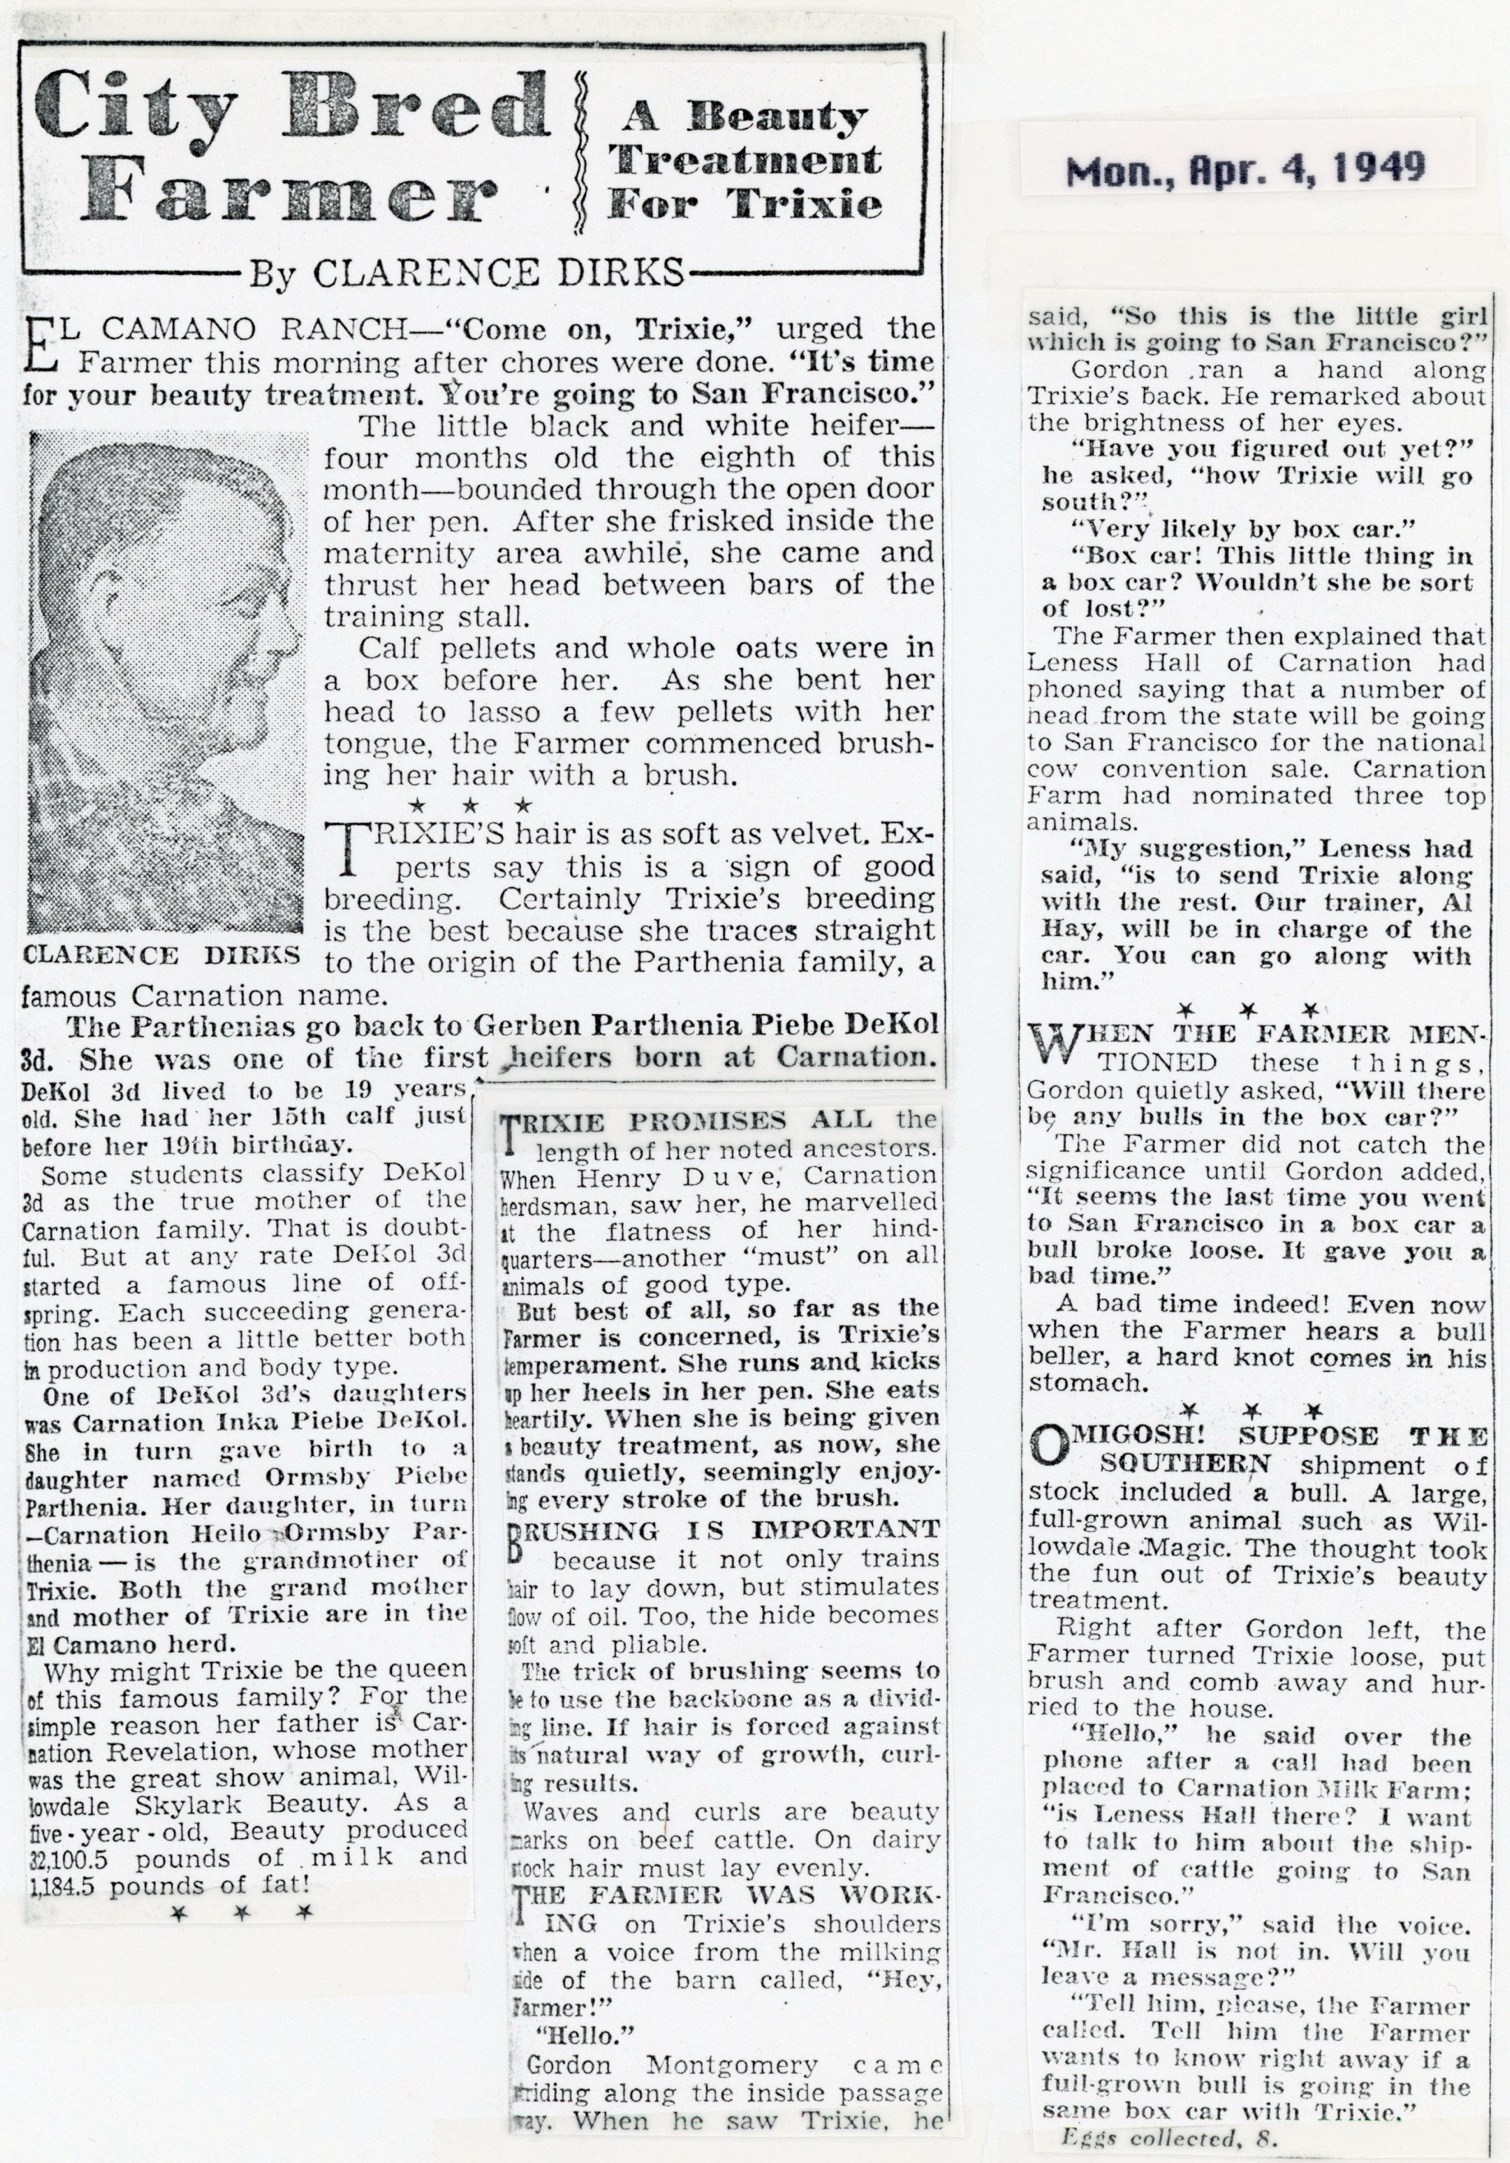 City Bred
Farmer
A Beauty
Treatment
For Trixie
By CLARENCE DIRKS
EL CAMANO RANCH—“Come on, Trixie,” urged the
Farmer this morning after chores were done. “It's time
for your beauty treatment. You're going to San Francisco.”
The little black and white heifer—
four months old the eighth of this
month—bounded through the open door
of her pen. After she frisked inside the
maternity area awhile, she came and
thrust her head between bars of the
training stall.
Calf pellets and whole oats were in
a box before her. As she bent her
head to lasso a few pellets with her
tongue, the Farmer commenced brush-
ing her hair with a brush.
★ ★ ★
TRIXIE'S hair is as soft as velvet. Ex-
perts say this is a sign of good
breeding. Certainly Trixie's breeding
is the best because she traces straight
to the origin of the Parthenia family, a
CLARENCE DIRKS
famous Carnation name.
The Parthenias go back to Gerben Parthenia Piebe DeKol
3d. She was one of the first heifers born at Carnation.
DeKol 3d lived to be 19 years
old. She had her 15th calf just
before her 19th birthday.
Some students classify DeKol
3d as the true mother of the
Carnation family. That is doubt-
ful. But at any rate DeKol 3d
started a famous line of off-
spring. Each succeeding genera-
tion has been a little better both
in production and body type.
One of DeKol 3d's daughters
was Carnation Inka Piebe DeKol.
She in turn gave birth to a
daughter named Ormsby Piebe
Parthenia. Her daughter, in turn
—Carnation Heilo Ormsby Par-
thenia — is the grandmother of
Trixie. Both the grand mother
and mother of Trixie are in the
El Camano herd.
Why might Trixie be the queen
of this famous family? For the
simple reason her father is Car-
nation Revelation, whose mother
was the great show animal, Wil-
lowdale Skylark Beauty. As a
five-year-old, Beauty produced
32,100.5 pounds of milk and
1,184.5 pounds of fat!
★ ★ ★
TRIXIE PROMISES ALL the
length of her noted ancestors.
When Henry Duve, Carnation
herdsman, saw her, he marvelled
at the flatness of her hind-
quarters—another “must” on all
animals of good type.
But best of all, so far as the
Farmer is concerned, is Trixie's
temperament. She runs and kicks
up her heels in her pen. She eats
heartily. When she is being given
a beauty treatment, as now, she
stands quietly, seemingly enjoy-
ing every stroke of the brush.
BRUSHING IS IMPORTANT
because it not only trains
hair to lay down, but stimulates
flow of oil. Too, the hide becomes
soft and pliable.
The trick of brushing seems to
be to use the backbone as a divid-
ing line. If hair is forced against
its natural way of growth, curl-
ing results.
Waves and curls are beauty
marks on beef cattle. On dairy
stock hair must lay evenly.
THE FARMER WAS WORK-
ING on Trixie's shoulders
when a voice from the milking
side of the barn called, “Hey,
Farmer!”
“Hello.”
Gordon Montgomery came
striding along the inside passage
way. When he saw Trixie, he
Mon., Apr. 4, 1949
said, “So this is the little girl
which is going to San Francisco?”
Gordon ran a hand along
Trixie's back. He remarked about
the brightness of her eyes.
“Have you figured out yet?”
he asked, “how Trixie will go
south?”
“Very likely by box car.”
“Box car! This little thing in
a box car? Wouldn't she be sort
of lost?”
The Farmer then explained that
Leness Hall of Carnation had
phoned saying that a number of
head from the state will be going
to San Francisco for the national
cow convention sale. Carnation
Farm had nominated three top
animals.
“My suggestion,” Leness had
said, “is to send Trixie along
with the rest. Our trainer, Al
Hay, will be in charge of the
car. You can go along with
him.”
★ ★ ★
WHEN THE FARMER MEN-
TIONED these things,
Gordon quietly asked, “Will there
be any bulls in the box car?”
The Farmer did not catch the
significance until Gordon added,
“It seems the last time you went
to San Francisco in a box car a
bull broke loose. It gave you a
bad time.”
A bad time indeed! Even now
when the Farmer hears a bull
beller, a hard knot comes in his
stomach.
★ ★ ★
OMIGOSH! SUPPOSE THE
SOUTHERN shipment of
stock included a bull. A large,
full-grown animal such as Wil-
lowdale Magic. The thought took
the fun out of Trixie's beauty
treatment.
Right after Gordon left, the
Farmer turned Trixie loose, put
brush and comb away and hur-
ried to the house.
“Hello,” he said over the
phone after a call had been
placed to Carnation Milk Farm;
“is Leness Hall there? I want
to talk to him about the ship-
ment of cattle going to San
Francisco.”
“I'm sorry,” said the voice.
“Mr. Hall is not in. Will you
leave a message?”
“Tell him, please, the Farmer
called. Tell him the Farmer
wants to know right away if a
full-grown bull is going in the
same box car with Trixie.”
Eggs collected, 8.